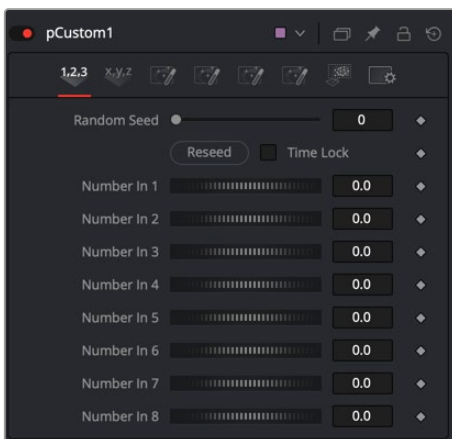 pCustom1
1,2,3 x,y,z
Random Seed 0
Reseed Time Lock
Number In 1 0.0
Number In 2 0.0
Number In 3 0.0
Number In 4 0.0
Number In 5 0.0
Number In 6 0.0
Number In 7 0.0
Number In 8 0.0